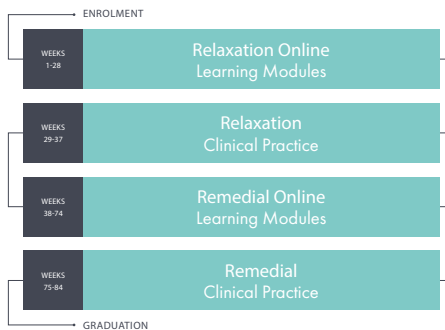 ENROLMENT
WEEKS
1-28
Relaxation Online
Learning Modules
WEEKS
29-37
Relaxation
Clinical Practice
WEEKS
38-74
Remedial Online
Learning Modules
WEEKS
75-84
Remedial
Clinical Practice
GRADUATION